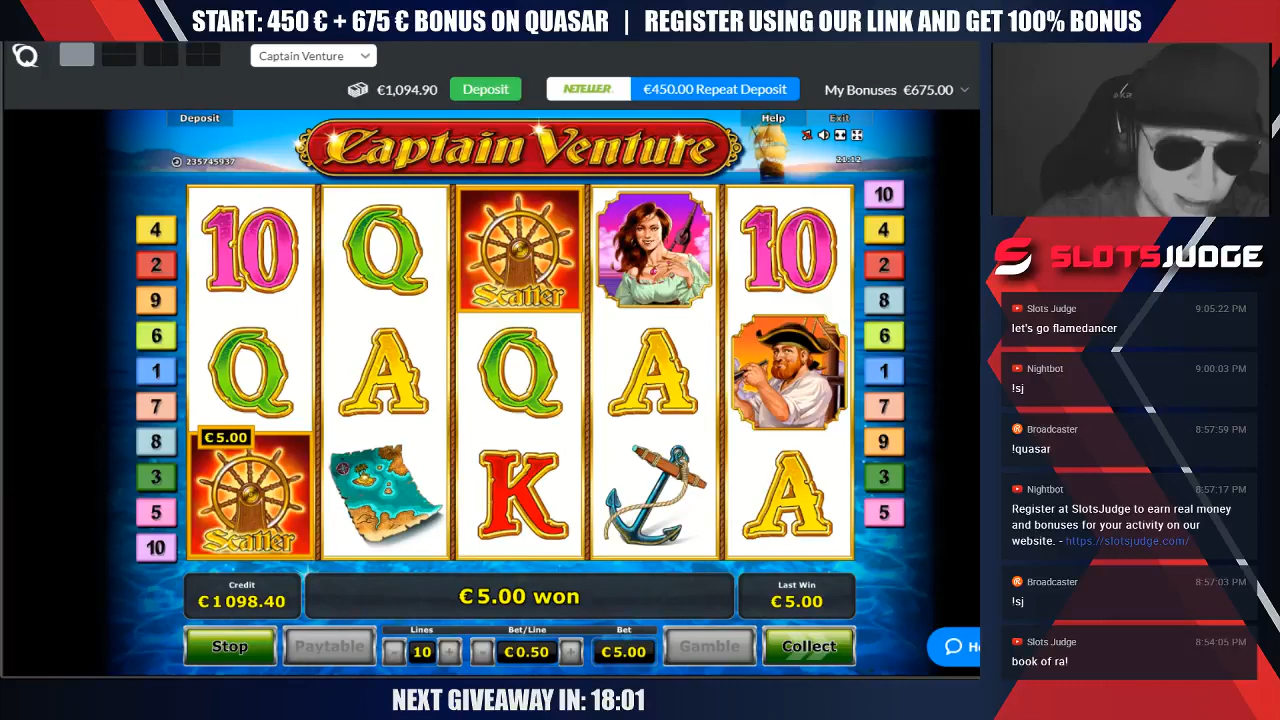 START: 450 € + 675 € BONUS ON QUASAR | REGISTER USING OUR LINK AND GET 100% BONUS
Captain Venture
€1,094.90
Deposit
NETELLER
€450.00 Repeat Deposit
My Bonuses €675.00
Deposit
Help
Exit
Captain Venture
235745937
21:12
4
2
9
6
1
7
8
3
5
10
10
Q
Scatter
10
Q
A
Q
A
€5.00
Scatter
K
A
10
4
2
8
6
1
7
9
3
5
Credit
€1098.40
€5.00 won
Last Win
€5.00
Stop
Paytable
Lines
- 10 +
Bet/Line
- €0.50 +
Bet
€5.00
Gamble
Collect
SLOTSJUDGE
Slots Judge 9:05:22 PM
let's go flamedancer
Nightbot 9:00:03 PM
!sj
Broadcaster 8:57:59 PM
!quasar
Nightbot 8:57:17 PM
Register at SlotsJudge to earn real money
and bonuses for your activity on our
website. - https://slotsjudge.com/
Broadcaster 8:57:03 PM
!sj
Slots Judge 8:54:05 PM
book of ra!
NEXT GIVEAWAY IN: 18:01